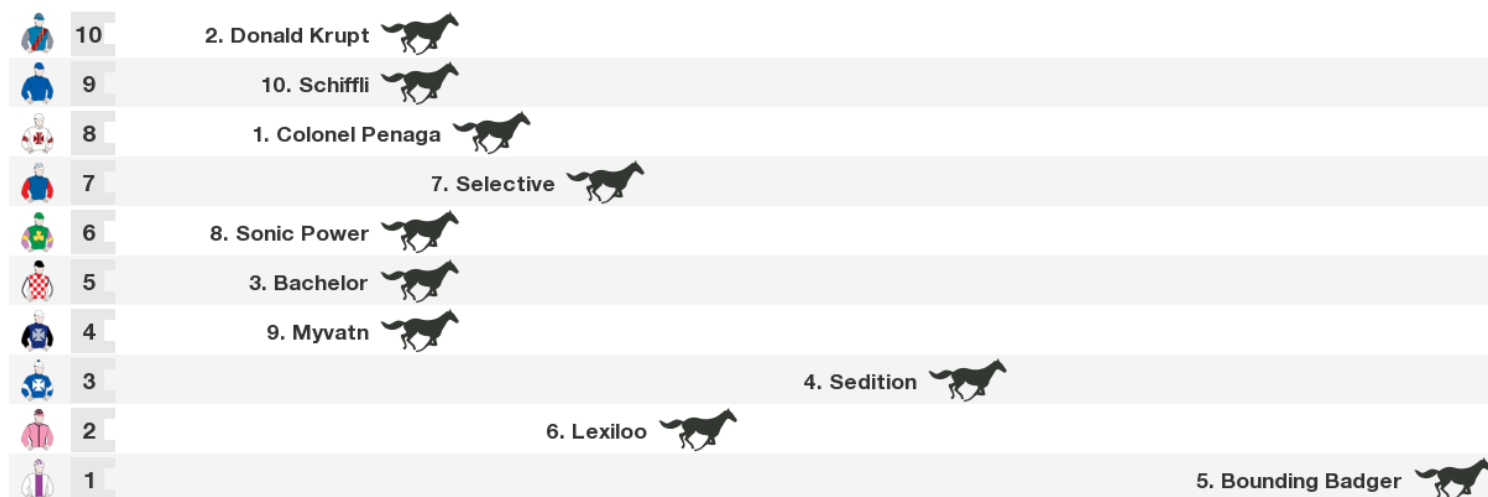 10 2. Donald Krupt
9 10. Schiffli
8 1. Colonel Penaga
7 7. Selective
6 8. Sonic Power
5 3. Bachelor
4 9. Myvatn
3 4. Sedition
2 6. Lexiloo
1 5. Bounding Badger